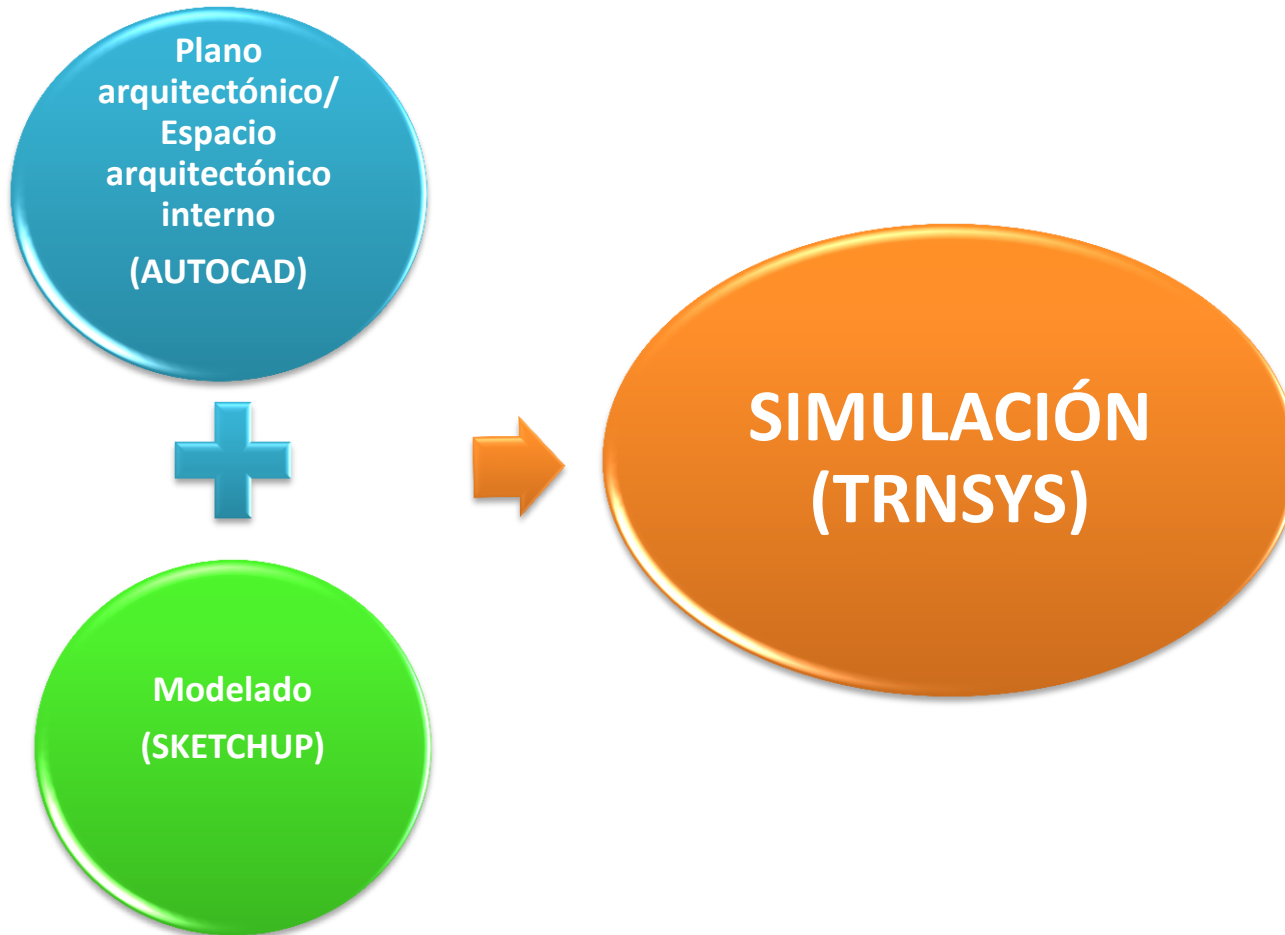 Plano
arquitectónico/
Espacio
arquitectónico
interno
(AUTOCAD)
Modelado
(SKETCHUP)
SIMULACIÓN
(TRNSYS)